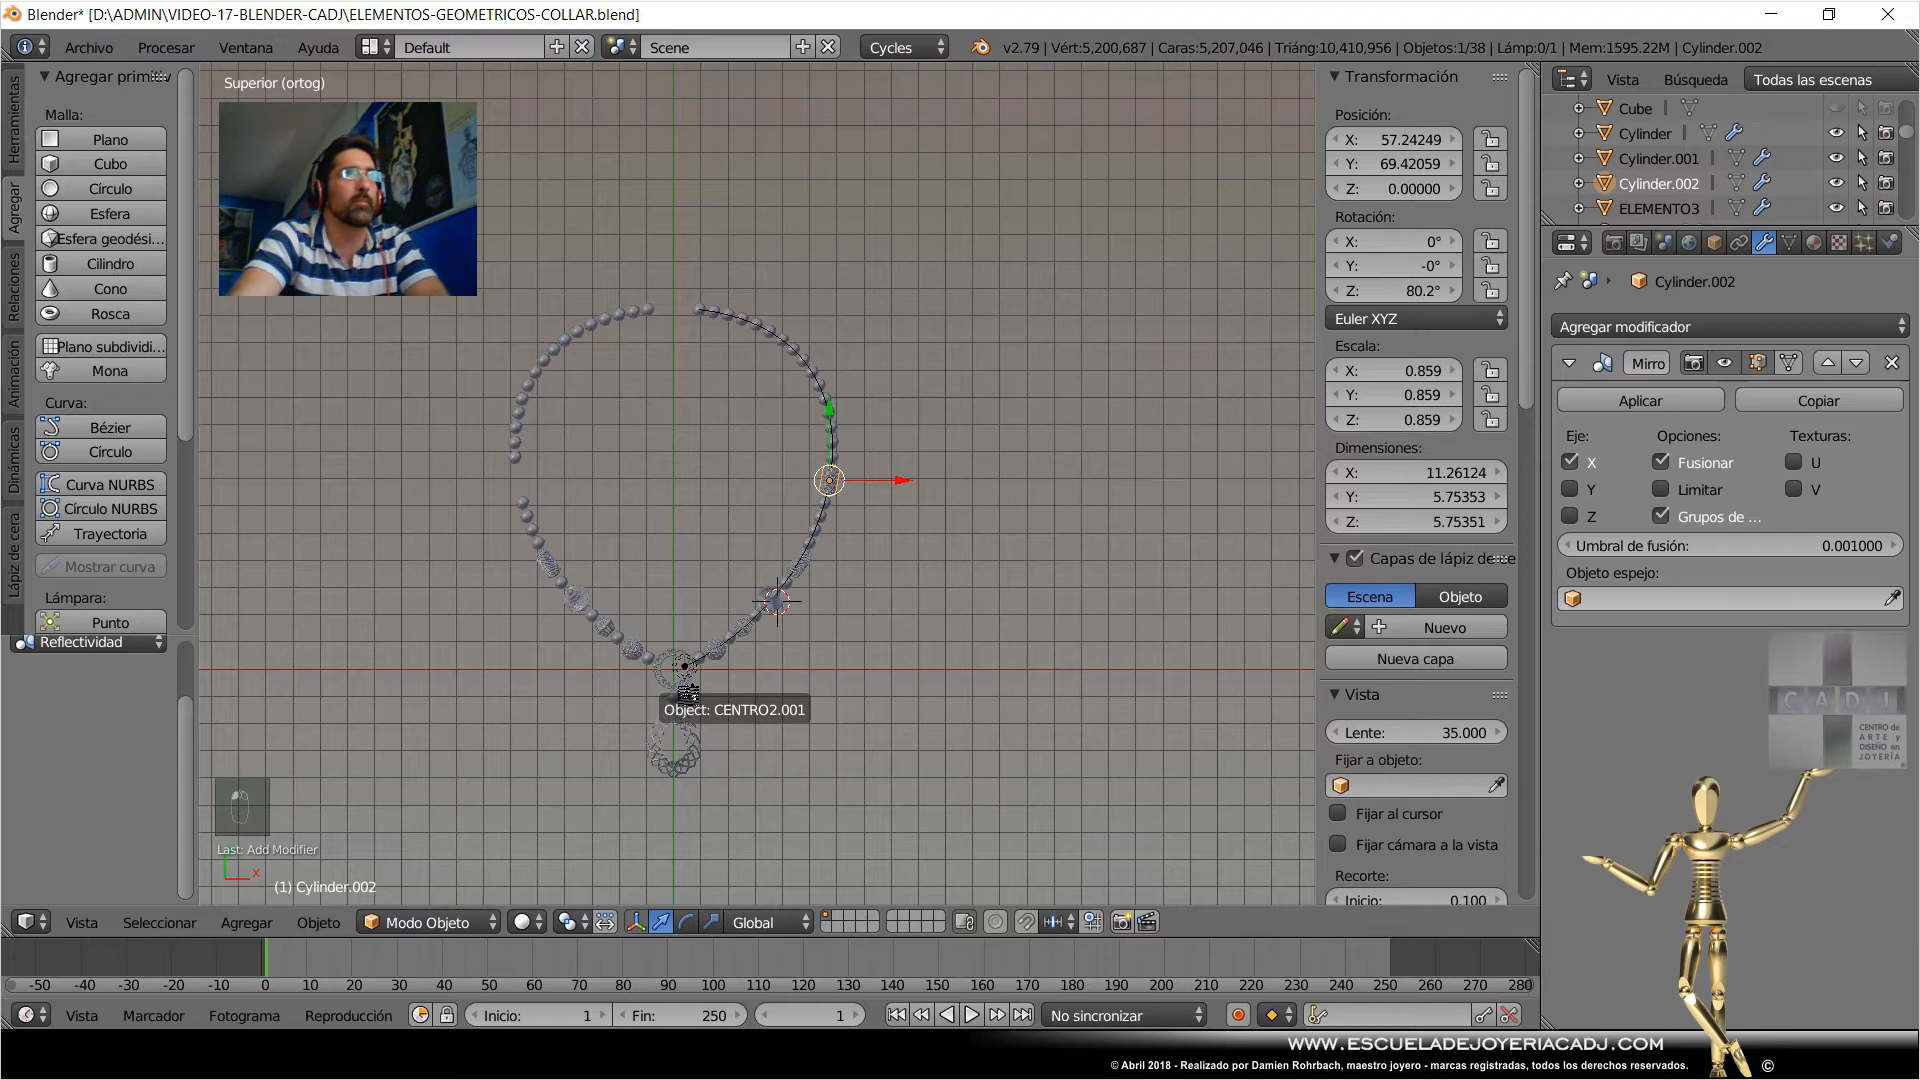 Blender* [D:\ADMIN\VIDEO-17-BLENDER-CADJ\ELEMENTOS-GEOMETRICOS-COLLAR.blend]
Archivo Procesar Ventana Ayuda Default Scene Cycles v2.79 | Vért:5,200,687 | Caras:5,207,046 | Triáng:10,410,956 | Objetos:1/38 | Lámp:0/1 | Mem:1595.22M | Cylinder.002
Herramientas
Agregar
Relaciones
Animación
Dinámicas
Lápiz de cera
Malla:
Plano
Cubo
Círculo
Esfera
Esfera geodési...
Cilindro
Cono
Rosca
Plano subdividi...
Mona
Curva:
Bézier
Círculo
Curva NURBS
Círculo NURBS
Trayectoria
Mostrar curva
Lámpara:
Punto
Reflectividad
Superior (ortog)
Object: CENTRO2.001
Last: Add Modifier
x
(1) Cylinder.002
Transformación
Posición:
X: 57.24249
Y: 69.42059
Z: 0.00000
Rotación:
X: 0°
Y: -0°
Z: 80.2°
Euler XYZ
Escala:
X: 0.859
Y: 0.859
Z: 0.859
Dimensiones:
X: 11.26124
Y: 5.75353
Z: 5.75351
Capas de lápiz de
Escena Objeto
Nuevo
Nueva capa
Vista
Lente: 35.000
Fijar a objeto:
Fijar al cursor
Fijar cámara a la vista
Recorte:
Inicio: 0.100
Vista Búsqueda Todas las escenas
Cube
Cylinder
Cylinder.001
Cylinder.002
ELEMENTO3
Cylinder.002
Agregar modificador
Mirro
Aplicar Copiar
Eje: Opciones: Texturas:
X Fusionar U
Y Limitar V
Z Grupos de ...
Umbral de fusión: 0.001000
Objeto espejo:
CADJ
CENTRO de
ARTE y
DISEÑO en
JOYERÍA
Vista Seleccionar Agregar Objeto Modo Objeto Global
-50 -40 -30 -20 -10 0 10 20 30 40 50 60 70 80 90 100 110 120 130 140 150 160 170 180 190 200 210 220 230 240 250 260 270 280
Vista Marcador Fotograma Reproducción Inicio: 1 Fin: 250 1 No sincronizar
WWW.ESCUELADEJOYERIACADJ.COM
© Abril 2018 - Realizado por Damien Rohrbach, maestro joyero - marcas registradas, todos los derechos reservados. ©